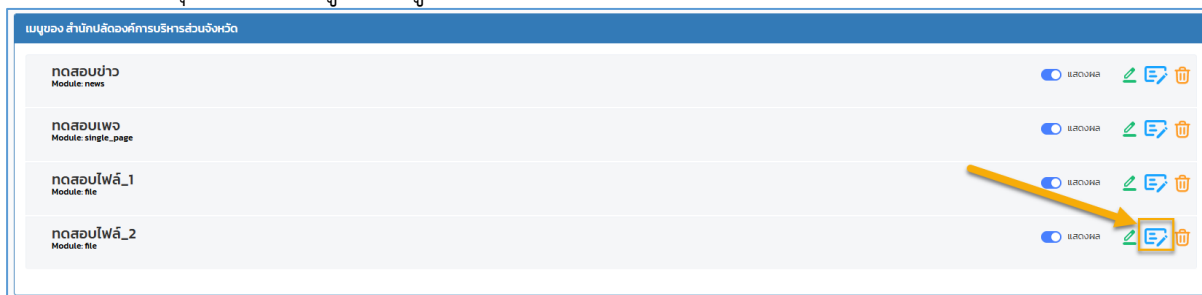 เมนูของ สำนักปลัดองค์การบริหารส่วนจังหวัด
ทดสอบข่าว
Module: news
แสดงผล
ทดสอบเพจ
Module: single_page
แสดงผล
ทดสอบไฟล์_1
Module: file
แสดงผล
ทดสอบไฟล์_2
Module: file
แสดงผล